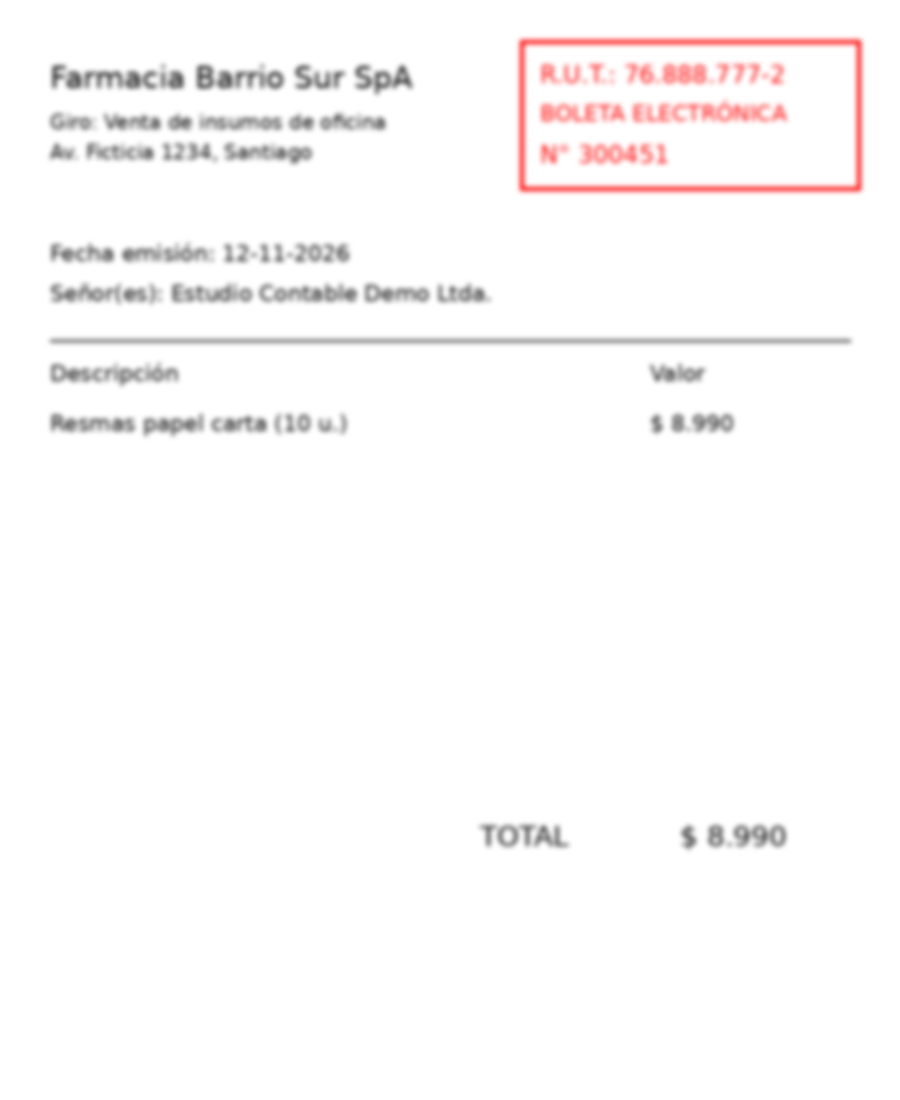 Farmacia Barrio Sur SpA
Giro: Venta de insumos de oficina
Av. Ficticia 1234, Santiago
R.U.T.: 76.888.777-2
BOLETA ELECTRÓNICA
N° 300451
Fecha emisión: 12-11-2026
Señor(es): Estudio Contable Demo Ltda.
Descripción Valor
Resmas papel carta (10 u.) $ 8.990
TOTAL $ 8.990